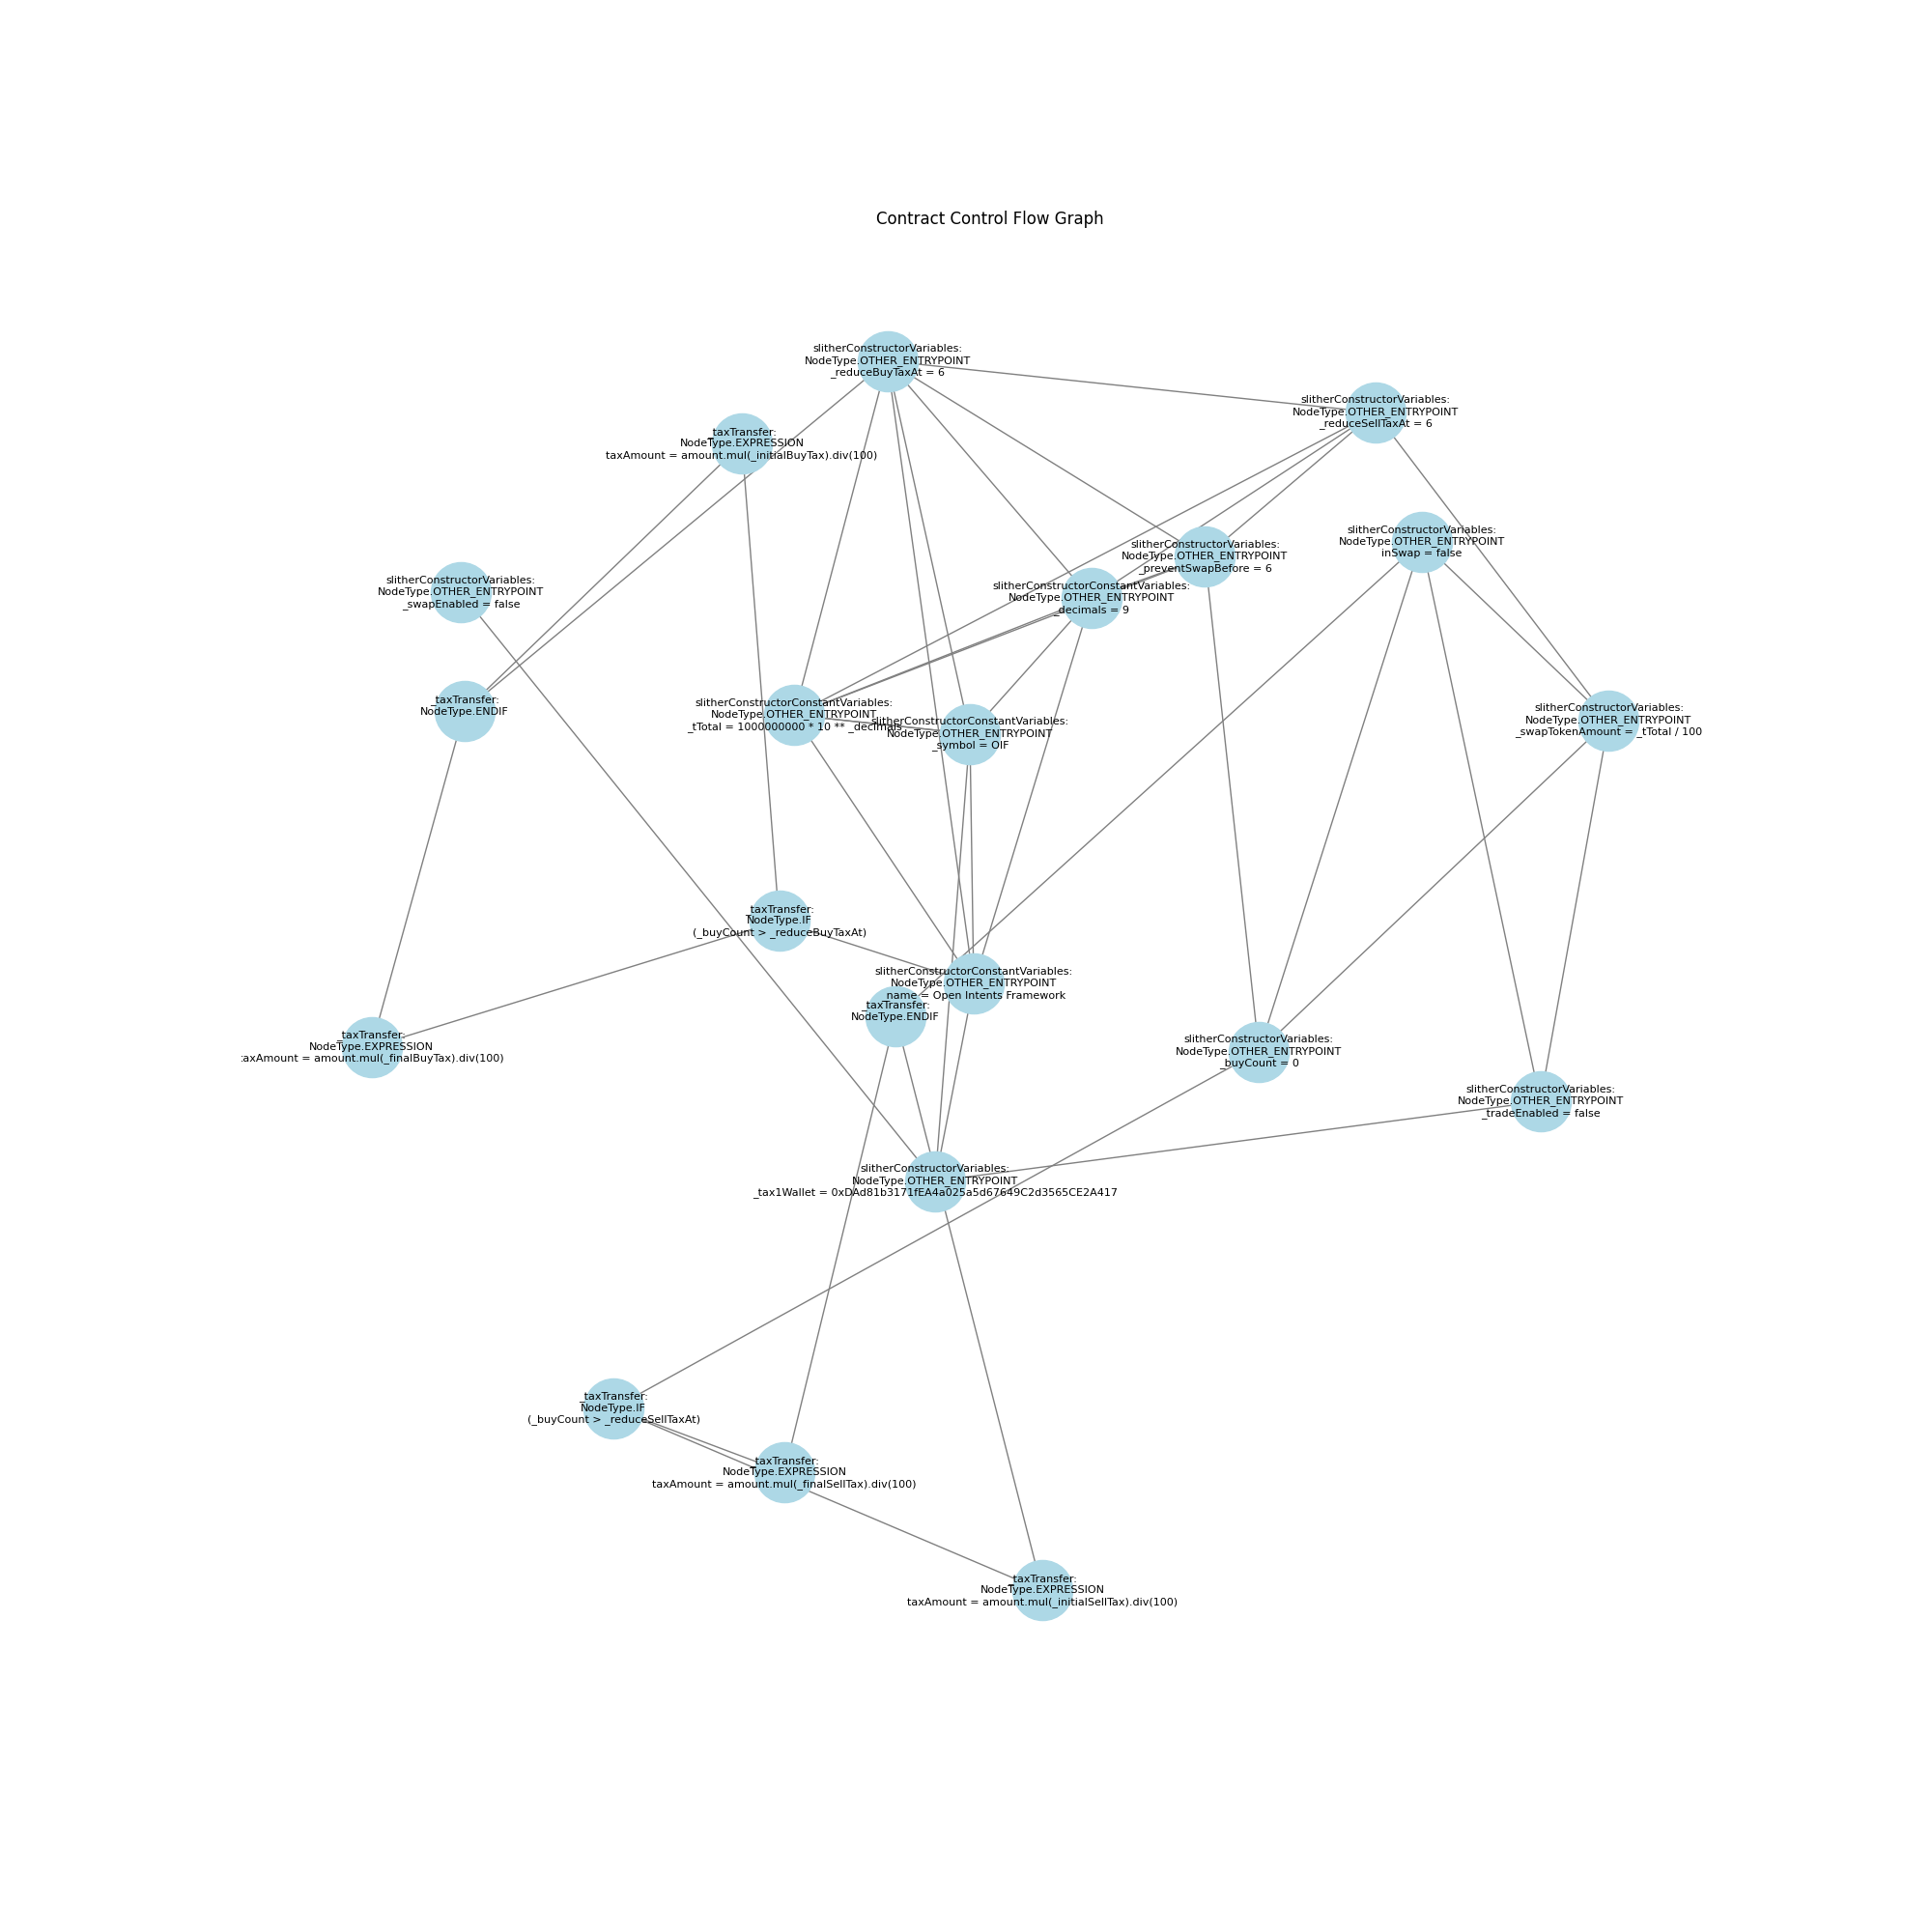 Contract Control Flow Graph
slitherConstructorVariables:
NodeType.OTHER_ENTRYPOINT
_reduceBuyTaxAt = 6
slitherConstructorVariables:
NodeType.OTHER_ENTRYPOINT
_reduceSellTaxAt = 6
_taxTransfer:
NodeType.EXPRESSION
taxAmount = amount.mul(_initialBuyTax).div(100)
slitherConstructorVariables:
NodeType.OTHER_ENTRYPOINT
inSwap = false
slitherConstructorVariables:
NodeType.OTHER_ENTRYPOINT
_preventSwapBefore = 6
slitherConstructorVariables:
NodeType.OTHER_ENTRYPOINT
_swapEnabled = false
slitherConstructorConstantVariables:
NodeType.OTHER_ENTRYPOINT
_decimals = 9
_taxTransfer:
NodeType.ENDIF
slitherConstructorConstantVariables:
NodeType.OTHER_ENTRYPOINT
_tTotal = 1000000000 * 10 ** _decimals
slitherConstructorConstantVariables:
NodeType.OTHER_ENTRYPOINT
_symbol = OIF
slitherConstructorVariables:
NodeType.OTHER_ENTRYPOINT
_swapTokenAmount = _tTotal / 100
_taxTransfer:
NodeType.IF
(_buyCount > _reduceBuyTaxAt)
slitherConstructorConstantVariables:
NodeType.OTHER_ENTRYPOINT
_name = Open Intents Framework
_taxTransfer:
NodeType.ENDIF
_taxTransfer:
NodeType.EXPRESSION
taxAmount = amount.mul(_finalBuyTax).div(100)
slitherConstructorVariables:
NodeType.OTHER_ENTRYPOINT
_buyCount = 0
slitherConstructorVariables:
NodeType.OTHER_ENTRYPOINT
_tradeEnabled = false
slitherConstructorVariables:
NodeType.OTHER_ENTRYPOINT
_tax1Wallet = 0xDAd81b3171fEA4a025a5d67649C2d3565CE2A417
_taxTransfer:
NodeType.IF
(_buyCount > _reduceSellTaxAt)
_taxTransfer:
NodeType.EXPRESSION
taxAmount = amount.mul(_finalSellTax).div(100)
_taxTransfer:
NodeType.EXPRESSION
taxAmount = amount.mul(_initialSellTax).div(100)